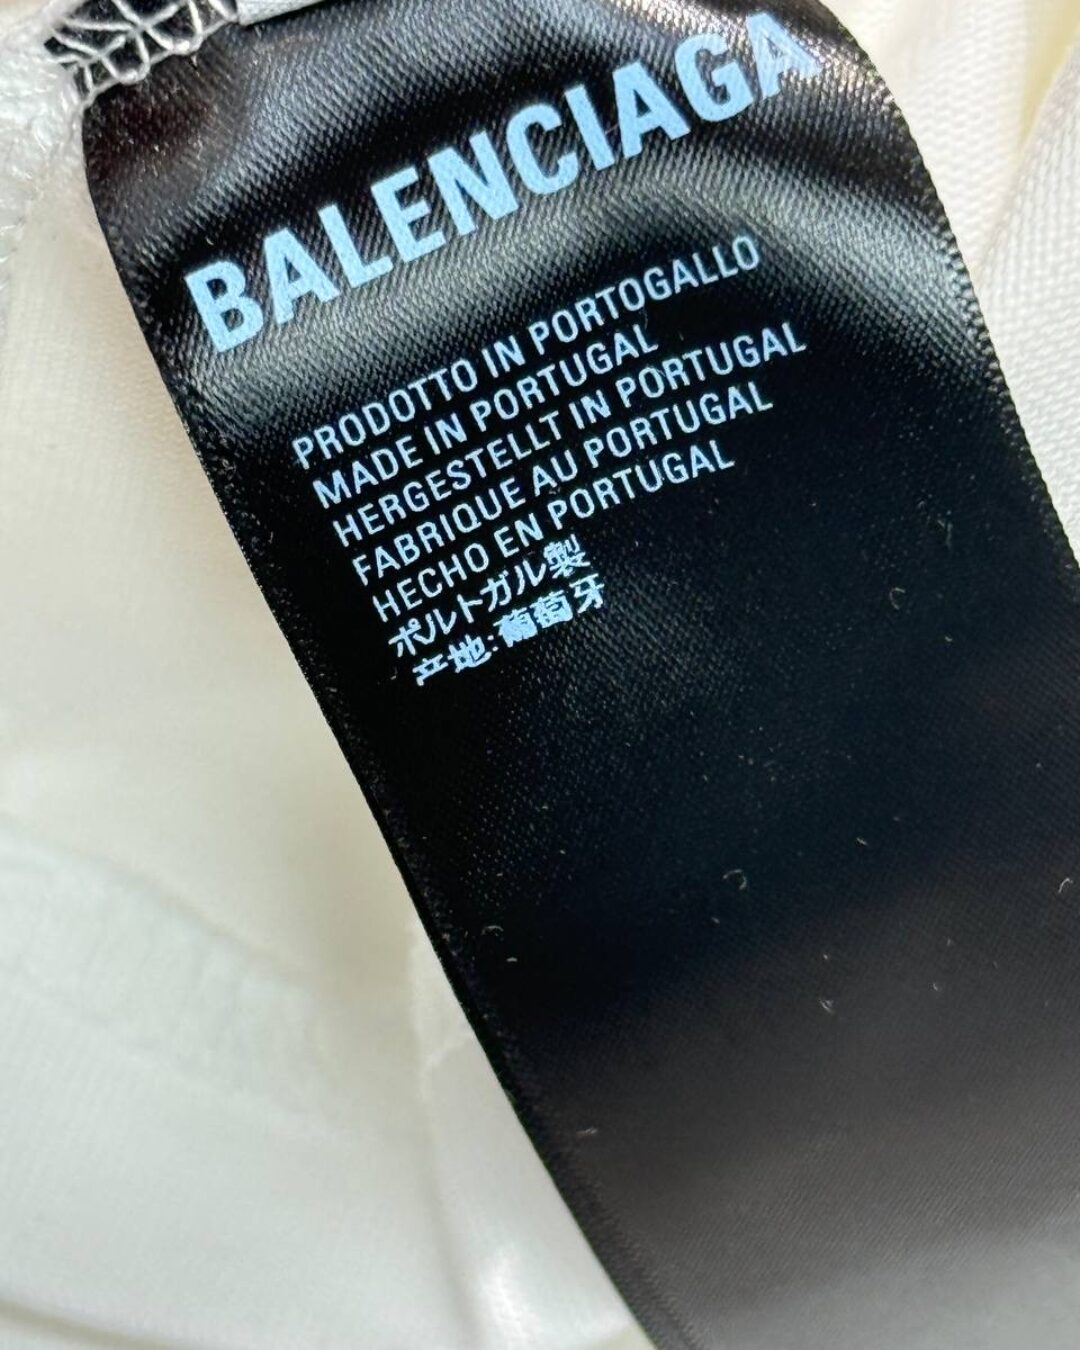 BALENCIAGA
PRODOTTO IN PORTOGALLO
MADE IN PORTUGAL
HERGESTELLT IN PORTUGAL
FABRIQUE AU PORTUGAL
HECHO EN PORTUGAL
ポルトガル製
产地:葡萄牙